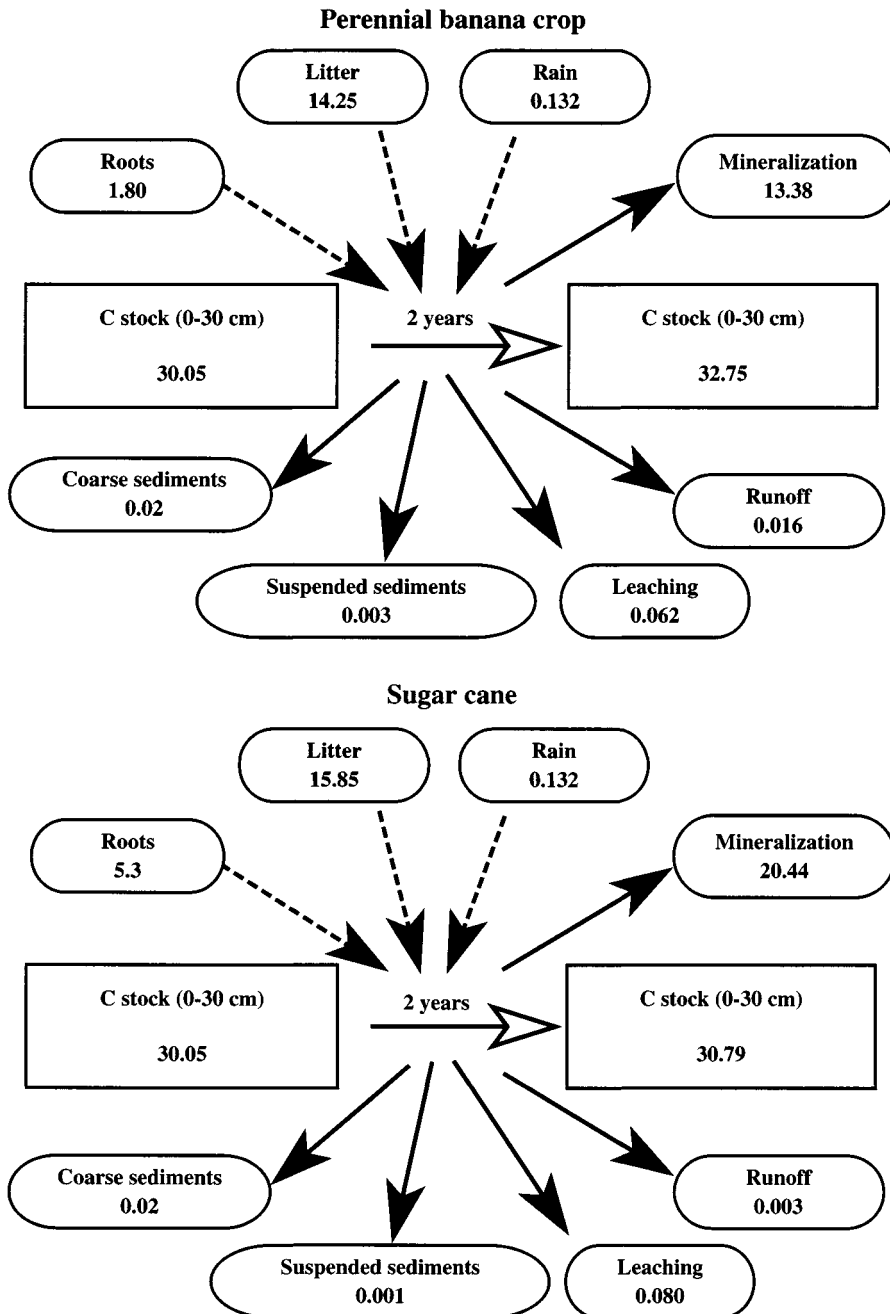 Perennial banana crop
Litter
14.25
Rain
0.132
Roots
1.80
Mineralization
13.38
C stock (0-30 cm)
30.05
2 years
C stock (0-30 cm)
32.75
Coarse sediments
0.02
Runoff
0.016
Suspended sediments
0.003
Leaching
0.062
Sugar cane
Litter
15.85
Rain
0.132
Roots
5.3
Mineralization
20.44
C stock (0-30 cm)
30.05
2 years
C stock (0-30 cm)
30.79
Coarse sediments
0.02
Runoff
0.003
Suspended sediments
0.001
Leaching
0.080